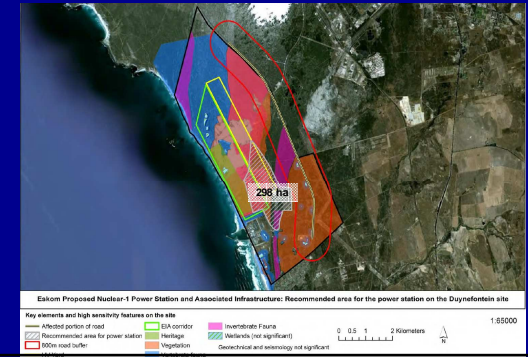 298 ha
Eskom Proposed Nuclear-1 Power Station and Associated Infrastructure: Recommended area for the power station on the Duynefontein site
Key elements and high sensitivity features on the site
Affected portion of road
Recommended area for power station
800m road buffer
EIA corridor
Heritage
Vegetation
Invertebrate Fauna
Wetlands (not significant)
Geotechnical and seismology not significant
0 0.5 1 2 Kilometers
N
1:65000